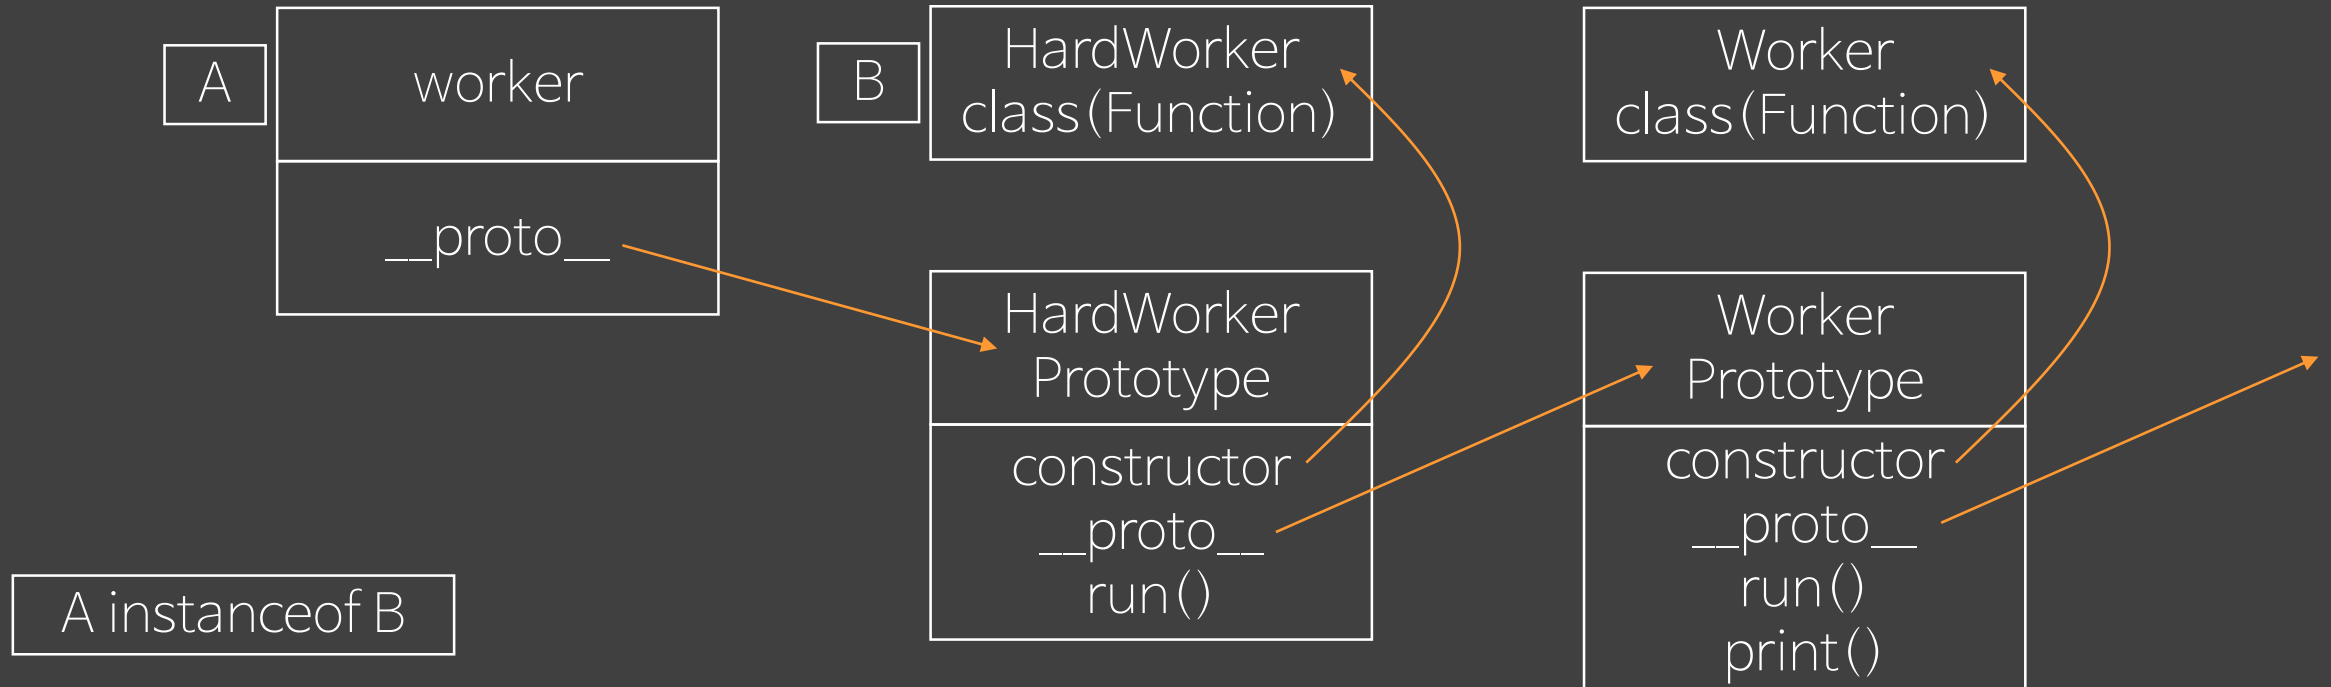 A
worker
__proto__
B
HardWorker
class(Function)
HardWorker
Prototype
constructor
__proto__
run()
Worker
class(Function)
Worker
Prototype
constructor
__proto__
run()
print()
A instanceof B